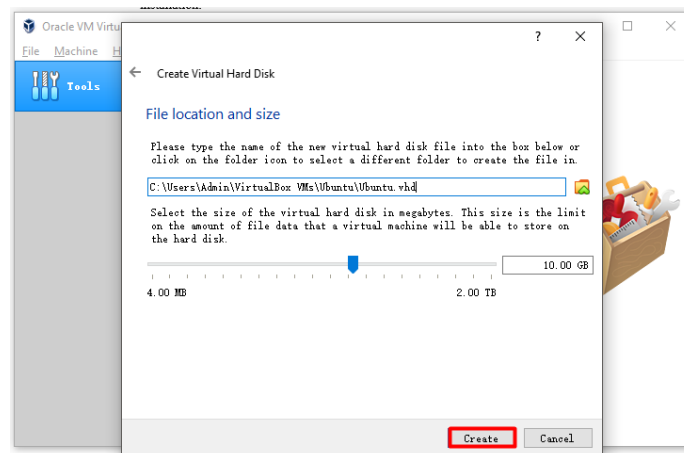 Oracle VM Virtu
File Machine H
Tools
? ×
Create Virtual Hard Disk
File location and size
Please type the name of the new virtual hard disk file into the box below or
click on the folder icon to select a different folder to create the file in.
C:\Users\Admin\VirtualBox VMs\Ubuntu\Ubuntu.vhd
Select the size of the virtual hard disk in megabytes. This size is the limit
on the amount of file data that a virtual machine will be able to store on
the hard disk.
10.00 GB
4.00 MB 2.00 TB
Create Cancel